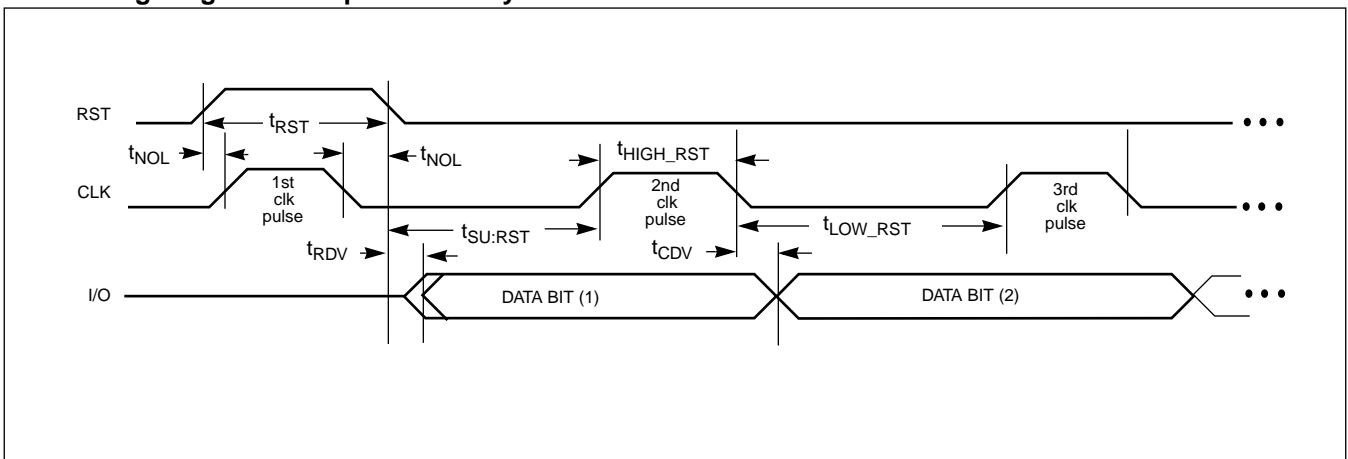 RST
tRST
tNOL
tNOL
tHIGH_RST
CLK
1st
clk
pulse
2nd
clk
pulse
3rd
clk
pulse
tSU:RST
tLOW_RST
tRDV
tCDV
I/O
DATA BIT (1)
DATA BIT (2)